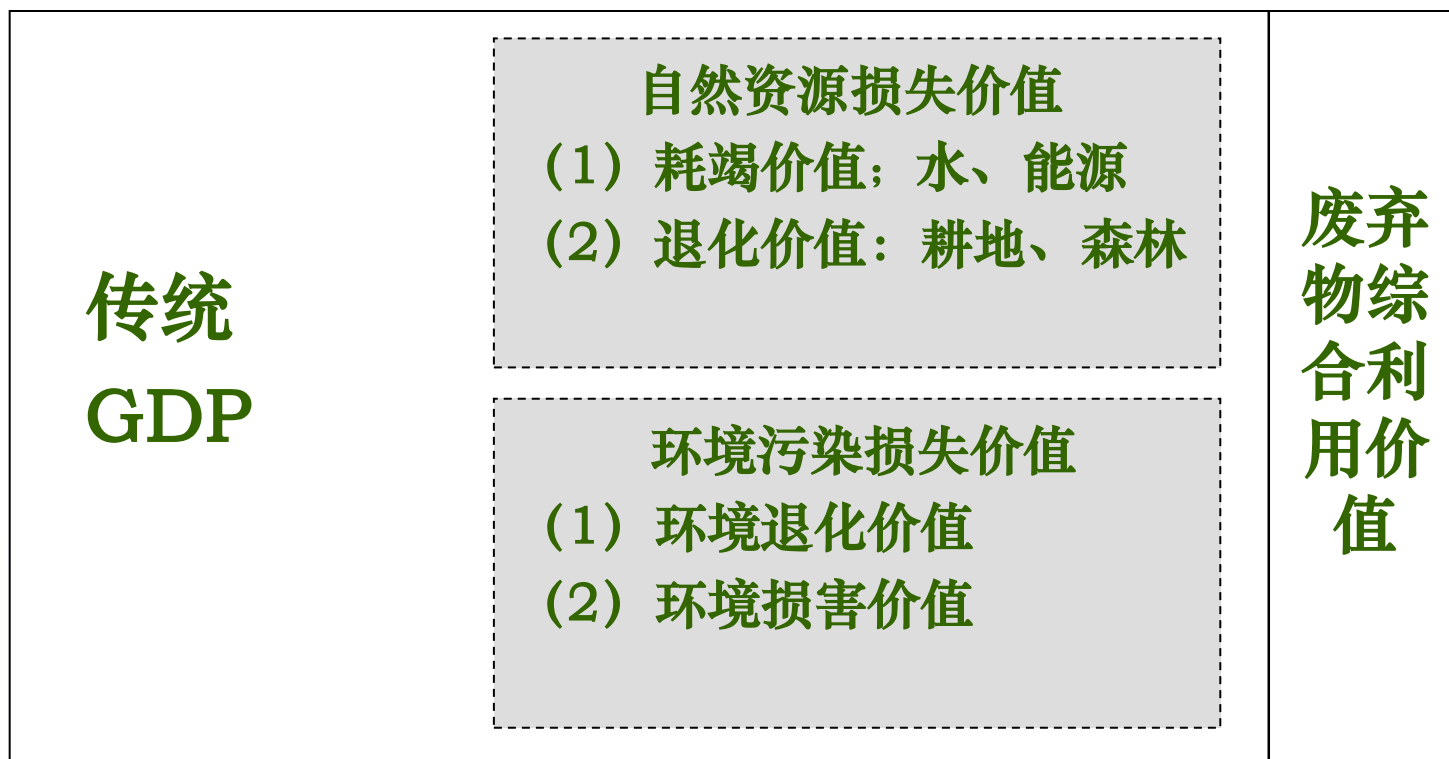 传统
GDP
自然资源损失价值
（1）耗竭价值；水、能源
（2）退化价值：耕地、森林
环境污染损失价值
（1）环境退化价值
（2）环境损害价值
废弃
物综
合利
用价
值